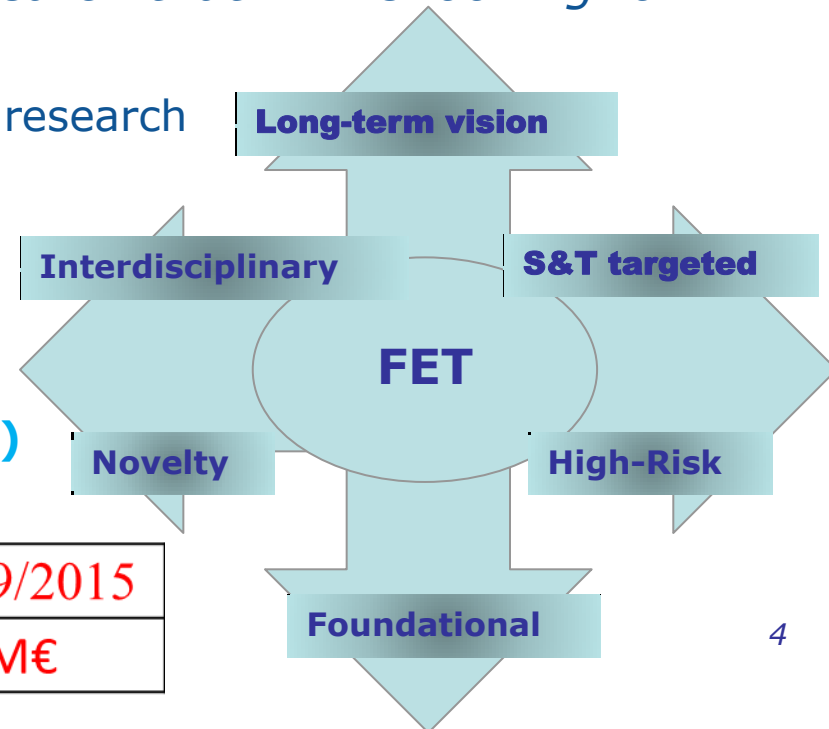 research
Long-term vision
Interdisciplinary
S&T targeted
FET
)
Novelty
High-Risk
9/2015
M€
Foundational
4